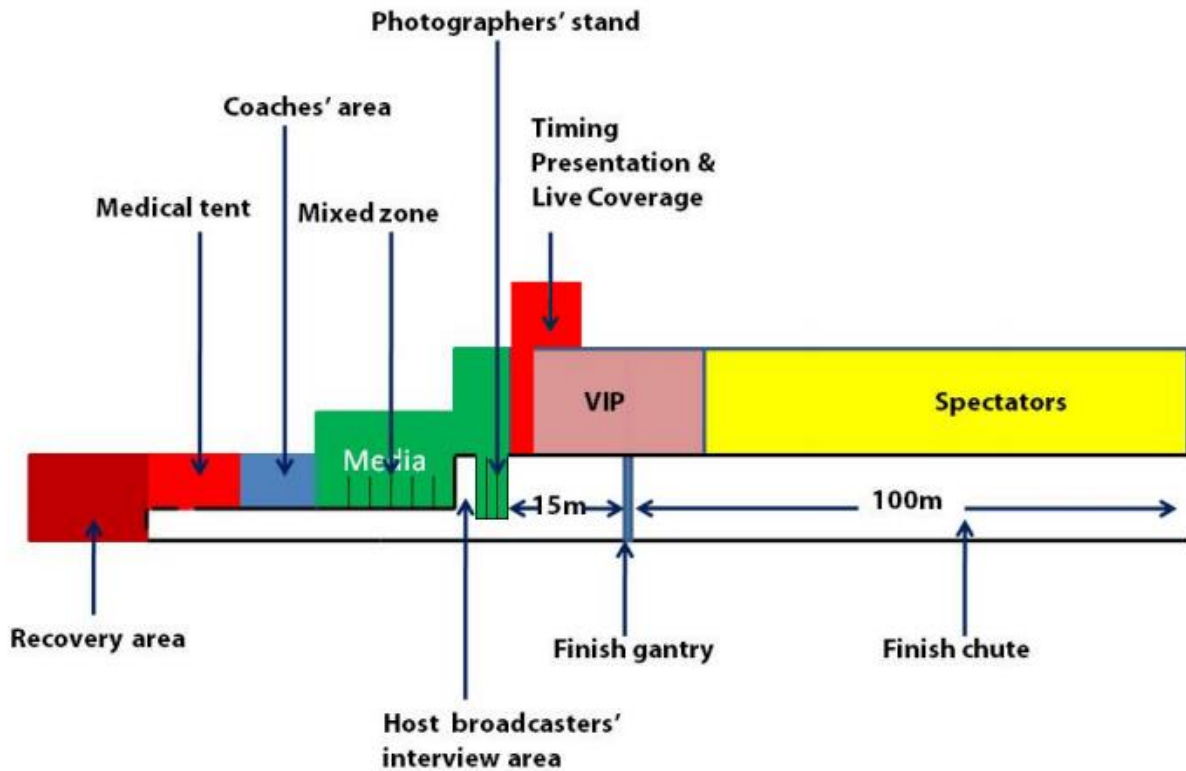 Photographers’ stand
Coaches’ area
Timing
Presentation &
Live Coverage
Medical tent
Mixed zone
VIP
Spectators
Media
15m
100m
Recovery area
Finish gantry
Finish chute
Host broadcasters’
interview area